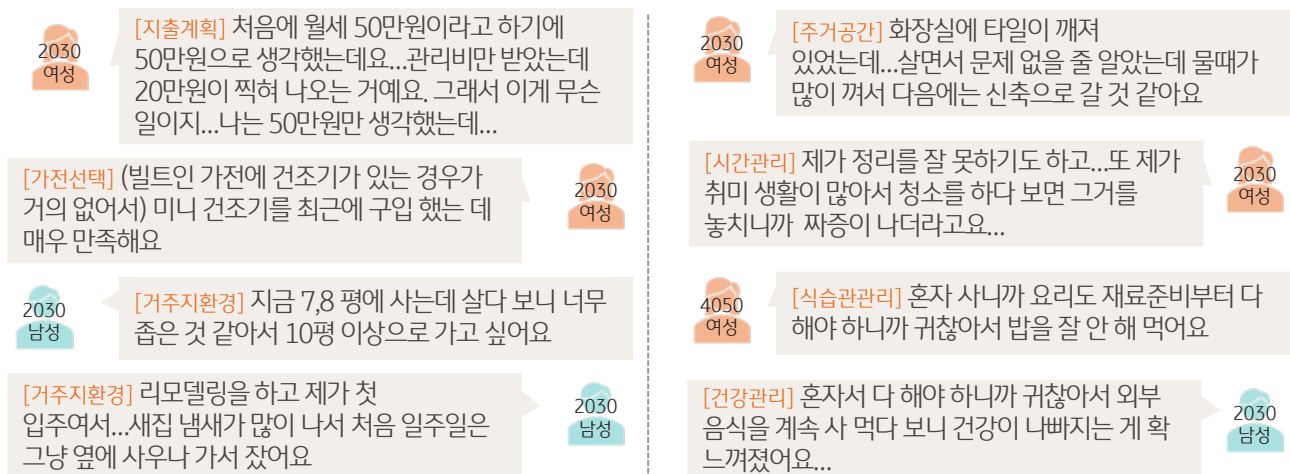 2030
여성
[지출계획] 처음에 월세 50만원이라고 하기에
50만원으로 생각했는데요...관리비만 받았는데
20만원이 찍혀 나오는 거예요. 그래서 이게 무슨
일이지...나는 50만원만 생각했는데...
[가전선택] (빌트인 가전에 건조기가 있는 경우가
거의 없어서) 미니 건조기를 최근에 구입 했는 데
매우 만족해요
2030
여성
2030
남성
[거주지환경] 지금 7,8 평에 사는데 살다 보니 너무
좁은 것 같아서 10평 이상으로 가고 싶어요
[거주지환경] 리모델링을 하고 제가 첫
입주여서...새집 냄새가 많이 나서 처음 일주일은
그냥 옆에 사우나 가서 잤어요
2030
남성
2030
여성
[주거공간] 화장실에 타일이 깨져
있었는데...살면서 문제 없을 줄 알았는데 물때가
많이 껴서 다음에는 신축으로 갈 것 같아요
[시간관리] 제가 정리를 잘 못하기도 하고...또 제가
취미 생활이 많아서 청소를 하다 보면 그거를
놓치니까 짜증이 나더라고요...
2030
여성
4050
여성
[식습관관리] 혼자 사니까 요리도 재료준비부터 다
해야 하니까 귀찮아서 밥을 잘 안 해 먹어요
[건강관리] 혼자서 다 해야 하니까 귀찮아서 외부
음식을 계속 사 먹다 보니 건강이 나빠지는 게 확
느껴졌어요...
2030
남성